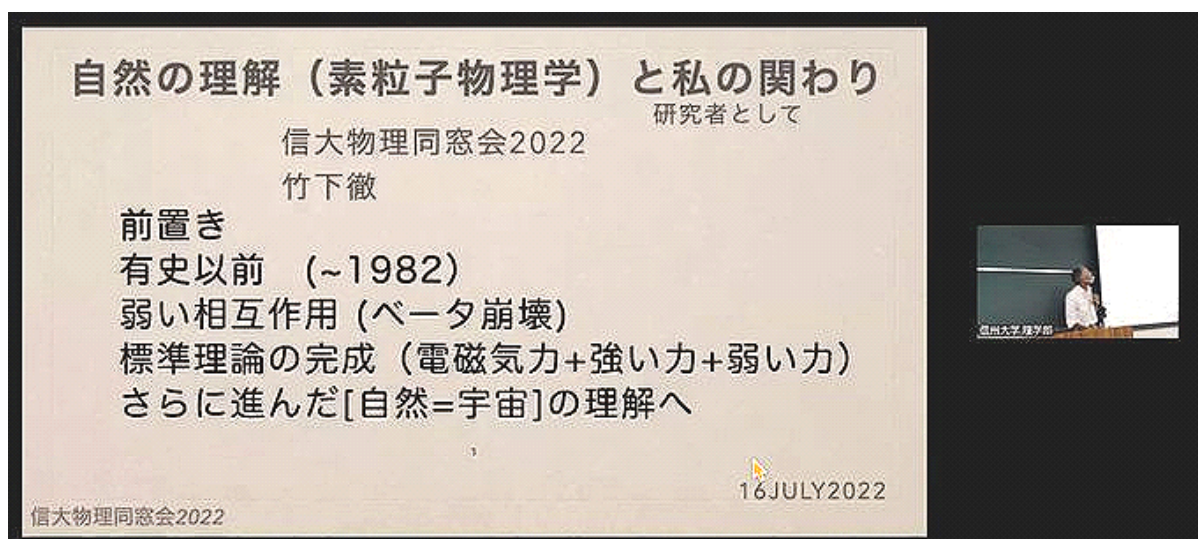 自然の理解（素粒子物理学）と私の関わり
研究者として
信大物理同窓会2022
竹下徹
前置き
有史以前　(~1982）
弱い相互作用 (ベータ崩壊)
標準理論の完成（電磁気力+強い力+弱い力）
さらに進んだ[自然=宇宙]の理解へ
1
16JULY2022
信大物理同窓会2022
信州大学 理学部